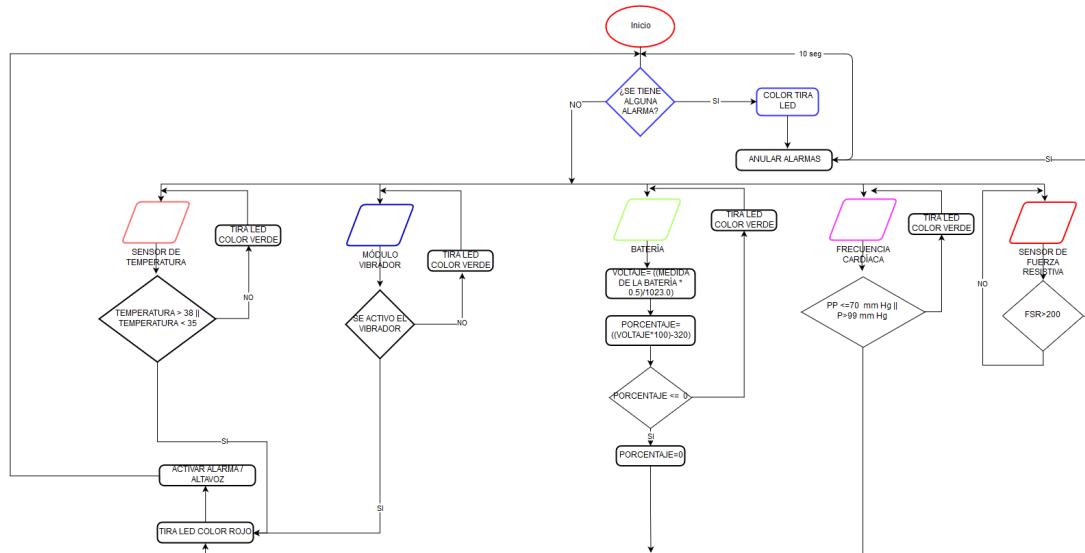 Inicio
10 seg
¿SE TIENE
ALGUNA
ALARMA?
NO
SI
COLOR TIRA
LED
ANULAR ALARMAS
SI
TIRA LED
COLOR VERDE
SENSOR DE
TEMPERATURA
NO
TEMPERATURA > 38 ||
TEMPERATURA < 35
SI
MÓDULO
VIBRADOR
TIRA LED
COLOR VERDE
SE ACTIVO EL
VIBRADOR
NO
SI
TIRA LED
COLOR VERDE
BATERÍA
VOLTAJE= ((MEDIDA
DE LA BATERÍA *
0.5)/1023.0)
PORCENTAJE=
((VOLTAJE*100)-320)
PORCENTAJE <= 0
SI
PORCENTAJE=0
TIRA LED
COLOR VERDE
FRECUENCIA
CARDÍACA
PP <=70 mm Hg ||
P>99 mm Hg
SENSOR DE
FUERZA
RESISTIVA
NO
FSR>200
ACTIVAR ALARMA /
ALTAVOZ
TIRA LED COLOR ROJO